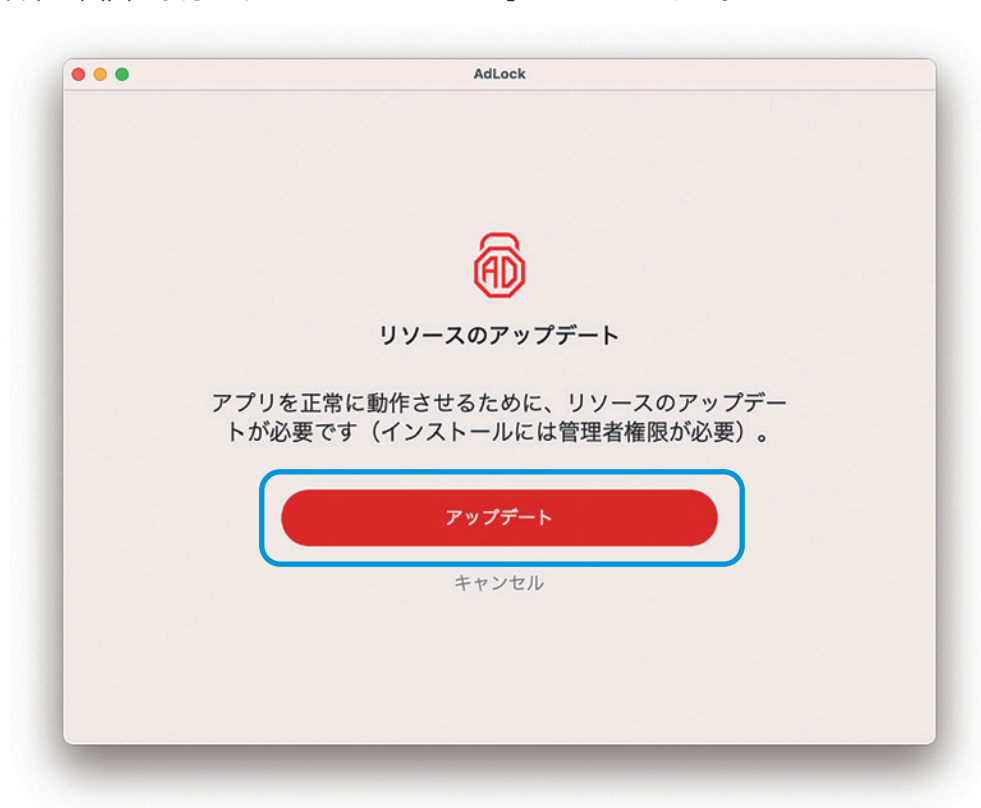 AdLock
AD
リソースのアップデート
アプリを正常に動作させるために、リソースのアップデー
トが必要です（インストールには管理者権限が必要）。
アップデート
キャンセル